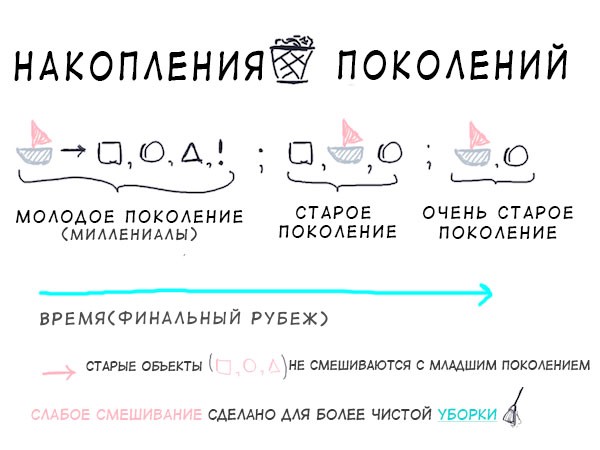 НАКОПЛЕНИЯ ПОКОЛЕНИЙ
→ , , , ! ; , , ; ,
МОЛОДОЕ ПОКОЛЕНИЕ
(МИЛЛЕНИАЛЫ)
СТАРОЕ
ПОКОЛЕНИЕ
ОЧЕНЬ СТАРОЕ
ПОКОЛЕНИЕ
ВРЕМЯ(ФИНАЛЬНЫЙ РУБЕЖ)
СТАРЫЕ ОБЪЕКТЫ (□,○,△)НЕ СМЕШИВАЮТСЯ С МЛАДШИМ ПОКОЛЕНИЕМ
СЛАБОЕ СМЕШИВАНИЕ СДЕЛАНО ДЛЯ БОЛЕЕ ЧИСТОЙ УБОРКИ